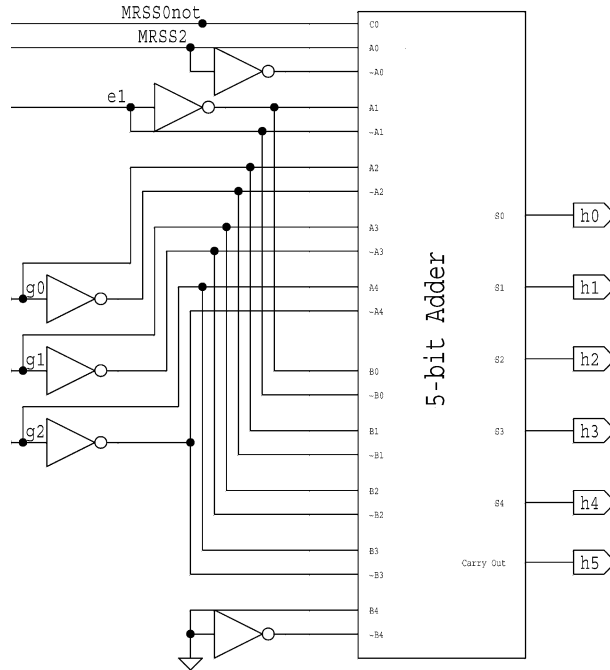 MRSS0not
MRSS2
e1
g0
g1
g2
C0
A0
~A0
A1
~A1
A2
~A2
A3
~A3
A4
~A4
B0
~B0
B1
~B1
B2
~B2
B3
~B3
B4
~B4
5-bit Adder
S0
S1
S2
S3
S4
Carry Out
h0
h1
h2
h3
h4
h5